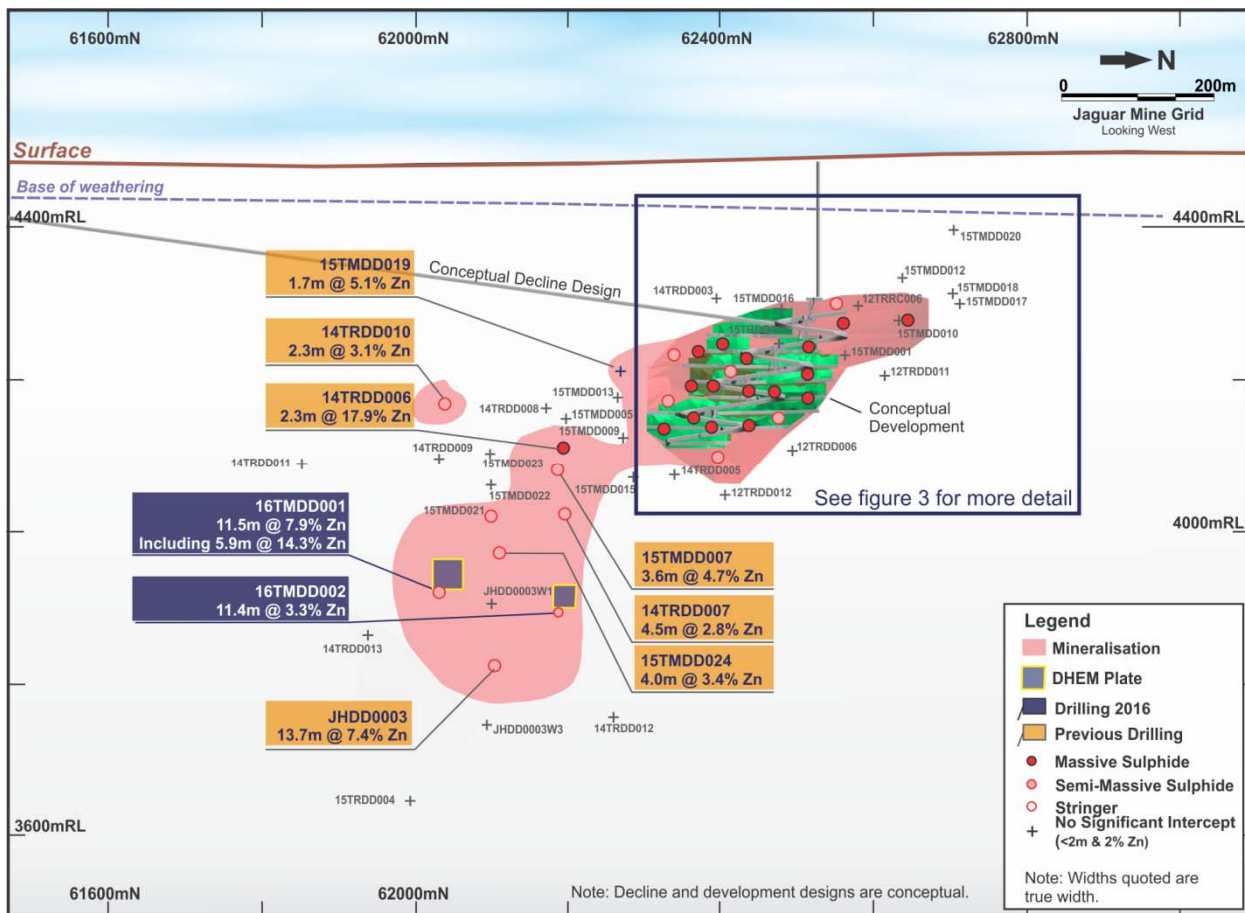 61600mN
62000mN
62400mN
62800mN
N
0
200m
Jaguar Mine Grid
Looking West
Surface
Base of weathering
4400mRL
4400mRL
15TMDD020
15TMDD019
1.7m @ 5.1% Zn
Conceptual Decline Design
14TRDD003
15TMDD016
12TRRC006
15TMDD012
15TMDD018
15TMDD017
15TMDD010
15TMDD001
12TRDD011
14TRDD010
2.3m @ 3.1% Zn
14TRDD006
2.3m @ 17.9% Zn
14TRDD008
15TMDD013
15TMDD005
15TMDD009
Conceptual
Development
12TRDD006
14TRDD011
14TRDD009
15TMDD023
15TMDD022
15TMDD015
14TRDD005
12TRDD012
See figure 3 for more detail
16TMDD001
11.5m @ 7.9% Zn
Including 5.9m @ 14.3% Zn
15TMDD021
4000mRL
15TMDD007
3.6m @ 4.7% Zn
16TMDD002
11.4m @ 3.3% Zn
JHDD0003W1
14TRDD007
4.5m @ 2.8% Zn
14TRDD013
15TMDD024
4.0m @ 3.4% Zn
JHDD0003
13.7m @ 7.4% Zn
JHDD0003W3
14TRDD012
15TRDD004
3600mRL
Legend
Mineralisation
DHEM Plate
Drilling 2016
Previous Drilling
Massive Sulphide
Semi-Massive Sulphide
Stringer
No Significant Intercept
(<2m & 2% Zn)
Note: Widths quoted are
true width.
61600mN
62000mN
Note: Decline and development designs are conceptual.